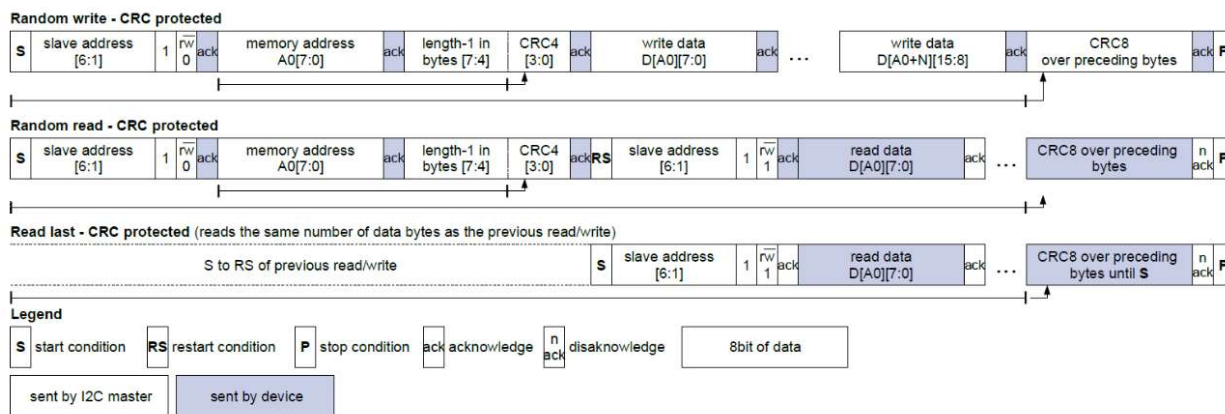 Random write - CRC protected
S slave address [6:1] 1 rw 0 ack memory address A0[7:0] ack length-1 in bytes [7:4] CRC4 [3:0] ack write data D[A0][7:0] ack ... write data D[A0+N][15:8] ack CRC8 over preceding bytes ack P
Random read - CRC protected
S slave address [6:1] 1 rw 0 ack memory address A0[7:0] ack length-1 in bytes [7:4] CRC4 [3:0] ack RS slave address [6:1] 1 rw 1 ack read data D[A0][7:0] ack ... CRC8 over preceding bytes n ack P
Read last - CRC protected (reads the same number of data bytes as the previous read/write)
S to RS of previous read/write S slave address [6:1] 1 rw 1 ack read data D[A0][7:0] ack ... CRC8 over preceding bytes until S n ack P
Legend
S start condition RS restart condition P stop condition ack acknowledge n ack disaknowledge 8bit of data
sent by I2C master sent by device